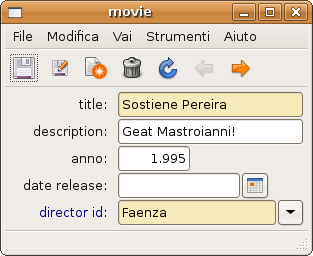 movie
File Modifica Vai Strumenti Aiuto
title: Sostiene Pereira
description: Geat Mastroianni!
anno: 1.995
date release:
director id: Faenza